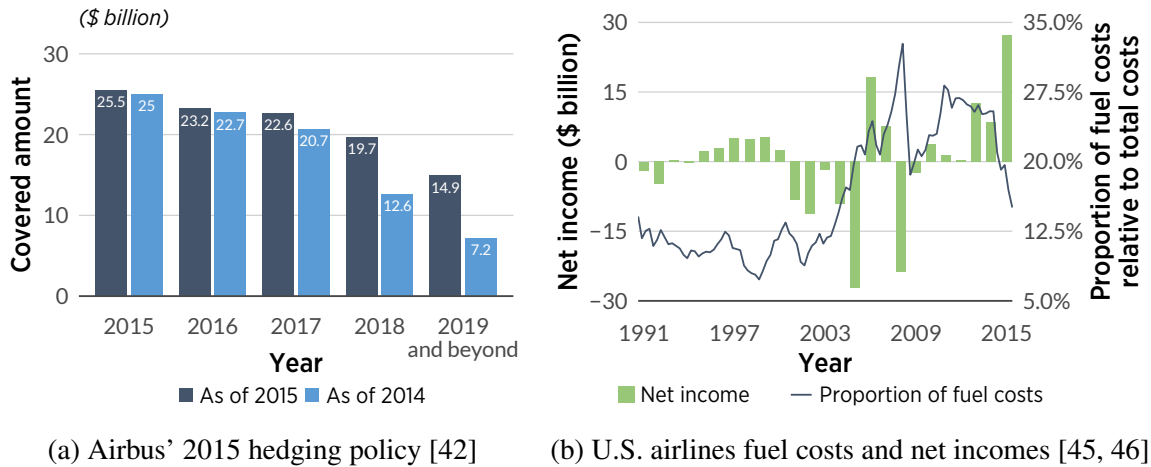 ($ billion)
Covered amount
30
20
10
0
25.5
25
23.2
22.7
22.6
20.7
19.7
12.6
14.9
7.2
2015
2016
2017
2018
2019
and beyond
Year
As of 2015
As of 2014
(a) Airbus' 2015 hedging policy [42]
Net income ($ billion)
30
15
0
−15
−30
35.0%
27.5%
20.0%
12.5%
5.0%
Proportion of fuel costs
relative to total costs
1991
1997
2003
2009
2015
Year
Net income
Proportion of fuel costs
(b) U.S. airlines fuel costs and net incomes [45, 46]